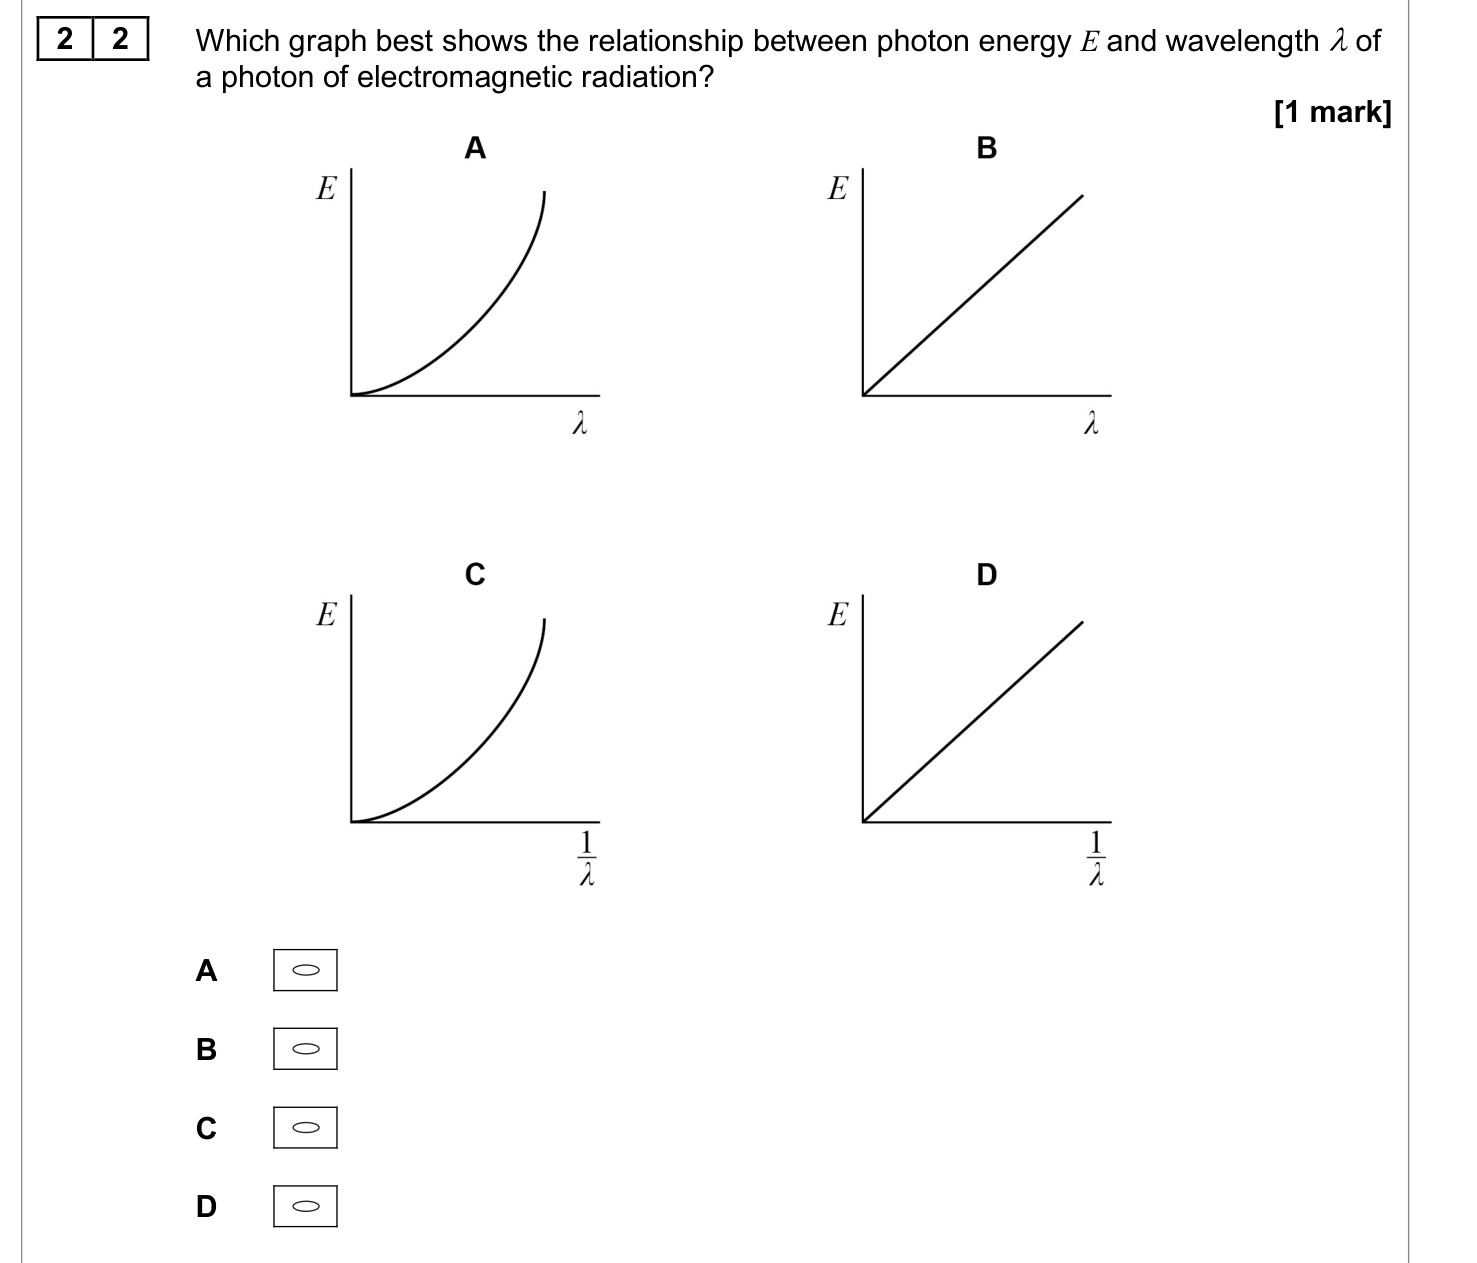 2 2 Which graph best shows the relationship between photon energy E and wavelength λ of
a photon of electromagnetic radiation?
[1 mark]
A B
E E
λ λ
C D
E E
1/λ 1/λ
A
B
C
D